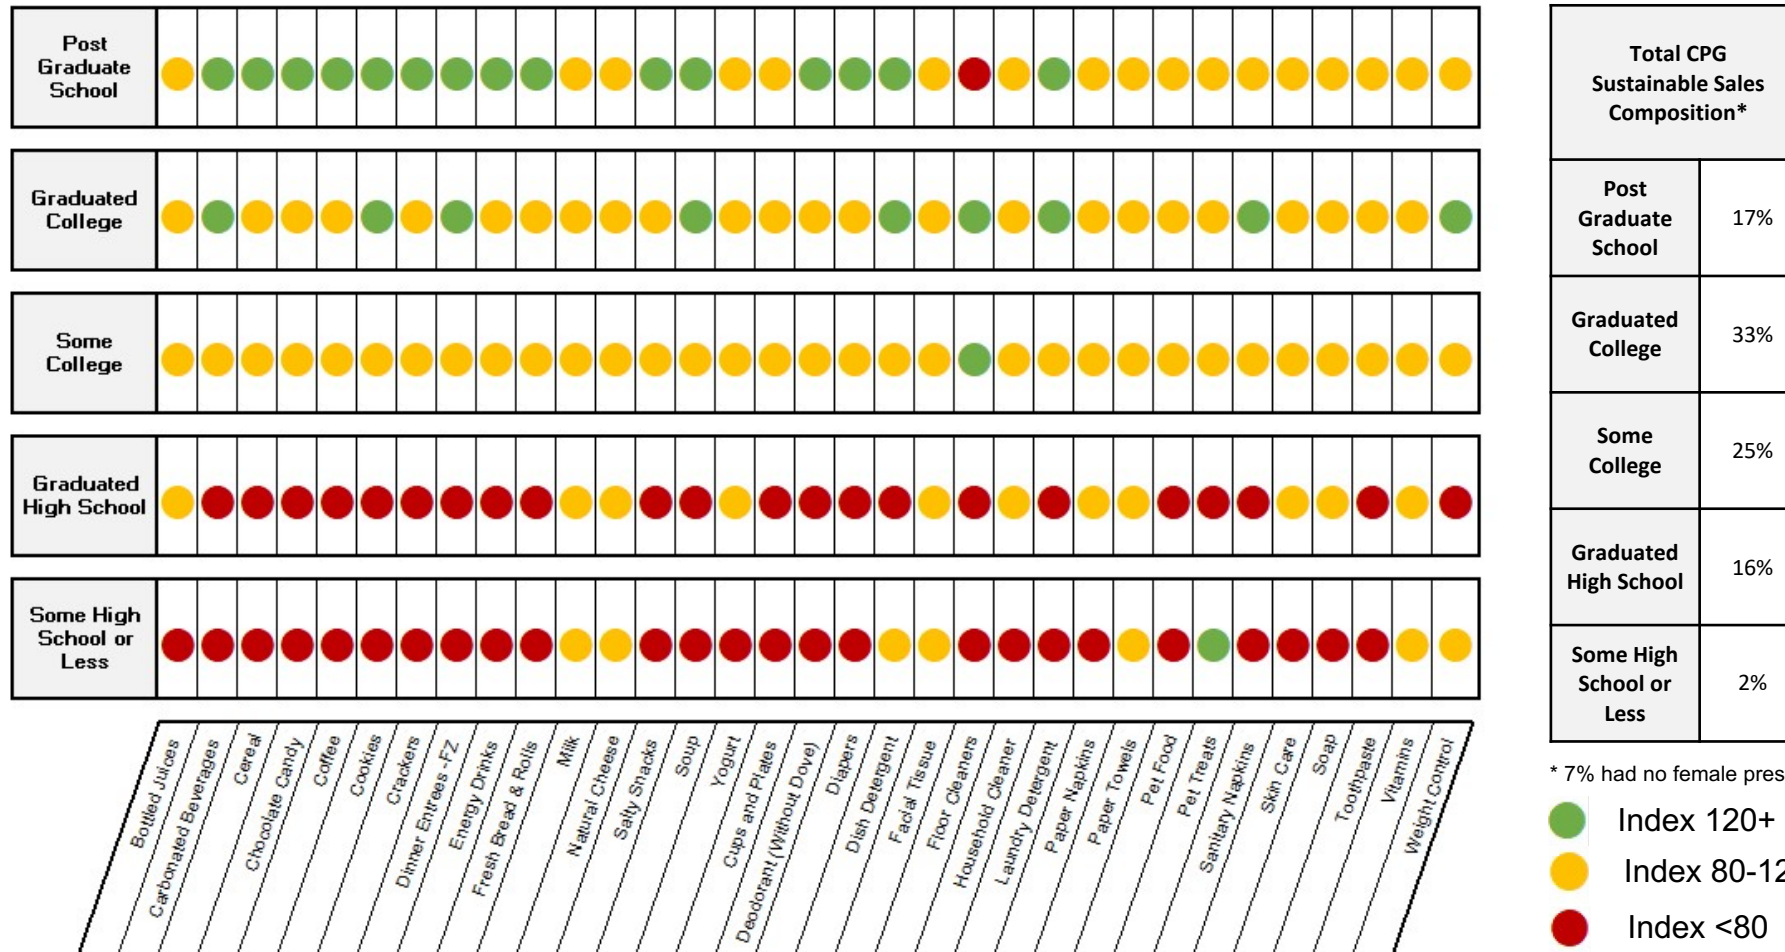 Post
Graduate
School
Graduated
College
Some
College
Graduated
High School
Some High
School or
Less
Bottled Juices
Carbonated Beverages
Cereal
Chocolate Candy
Coffee
Cookies
Crackers
Dinner Entrees -FZ
Energy Drinks
Fresh Bread & Rolls
Milk
Natural Cheese
Salty Snacks
Soup
Yogurt
Cups and Plates
Deodorant (Without Dove)
Diapers
Dish Detergent
Facial Tissue
Floor Cleaners
Household Cleaner
Laundry Detergent
Paper Napkins
Paper Towels
Pet Food
Pet Treats
Sanitary Napkins
Skin Care
Soap
Toothpaste
Vitamins
Weight Control
Total CPG
Sustainable Sales
Composition*
Post
Graduate
School
17%
Graduated
College
33%
Some
College
25%
Graduated
High School
16%
Some High
School or
Less
2%
* 7% had no female pres
Index 120+
Index 80-12
Index <80